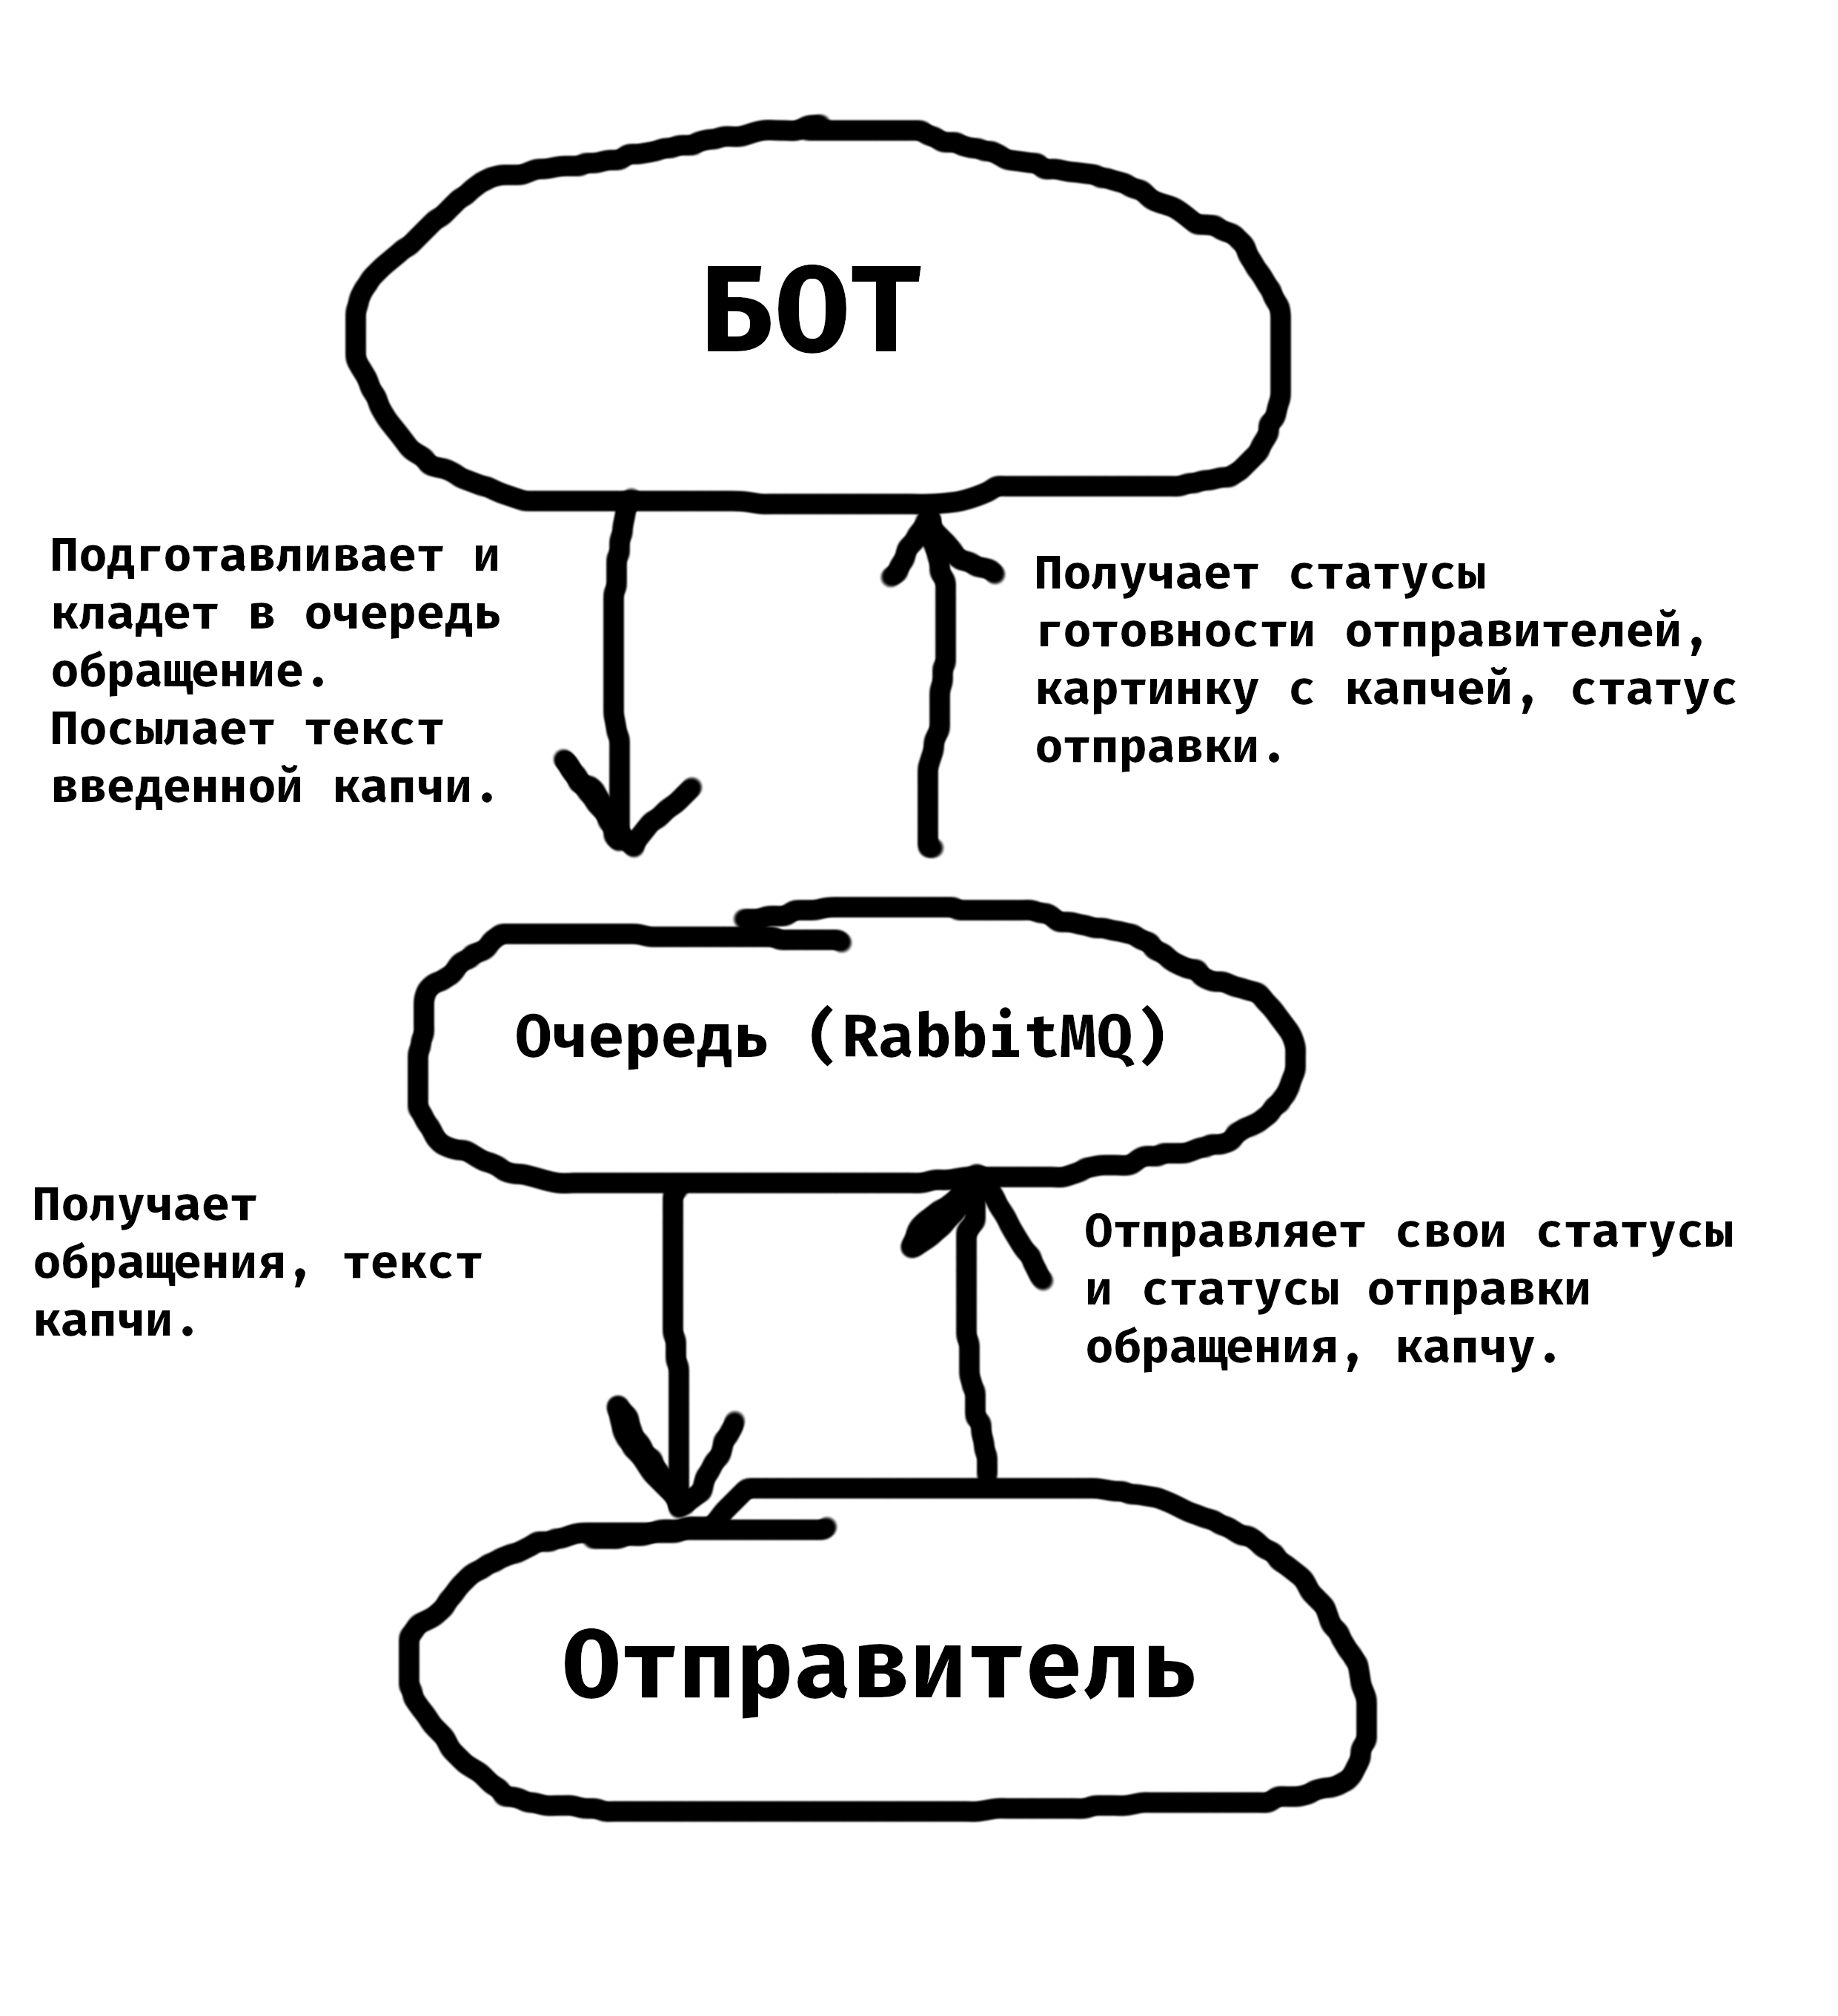 БОТ
Подготавливает и
кладет в очередь
обращение.
Посылает текст
введенной капчи.
Получает статусы
готовности отправителей,
картинку с капчей, статус
отправки.
Очередь (RabbitMQ)
Получает
обращения, текст
капчи.
Отправляет свои статусы
и статусы отправки
обращения, капчу.
Отправитель